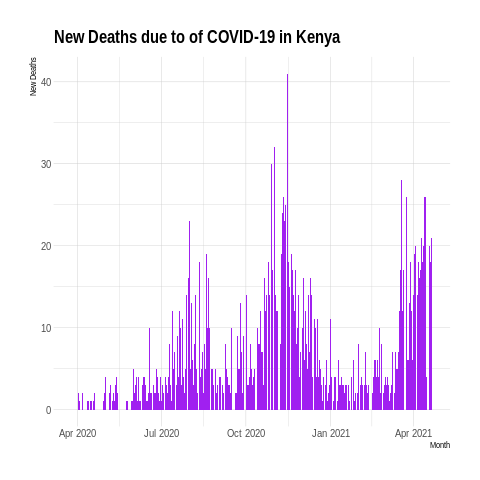 New Deaths due to of COVID-19 in Kenya
New Deaths
40
30
20
10
0
Apr 2020 Jul 2020 Oct 2020 Jan 2021 Apr 2021
Month